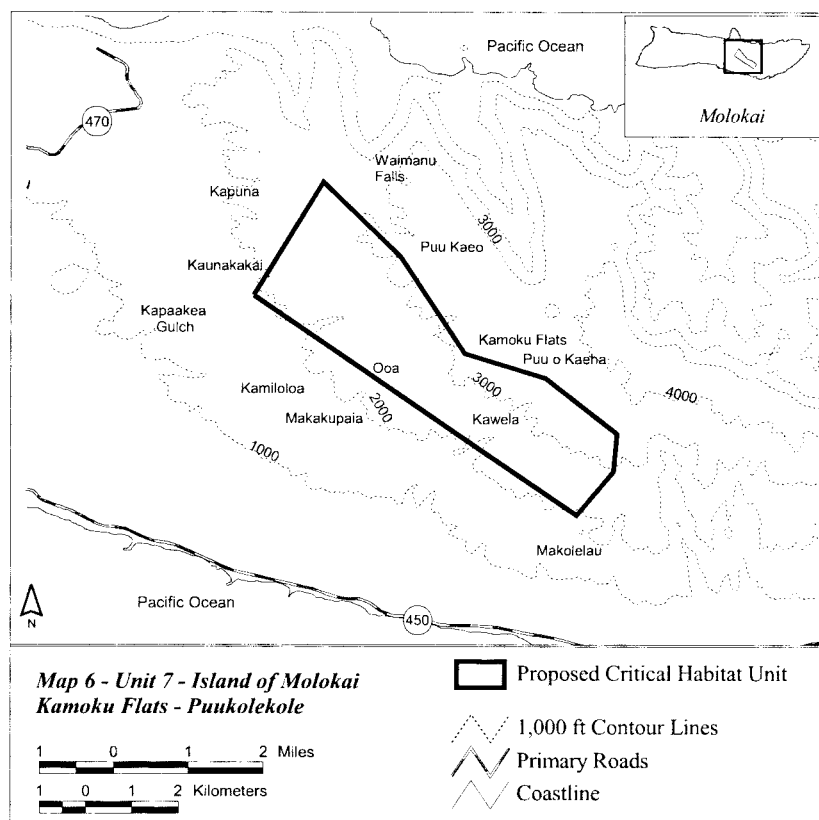 Pacific Ocean
Molokai
470
Waimanu
Falls
Kapuna
3000
Puu Kaeo
Kaunakakai
Kapaakea
Gulch
Kamoku Flats
Puu o Kaeha
Ooa
3000
4000
Kamiloloa
2000
Makakupaia
Kawela
1000
Makolelau
Pacific Ocean
450
N
Map 6 - Unit 7 - Island of Molokai
Kamoku Flats - Puukolekole
1 0 1 2 Miles
1 0 1 2 Kilometers
Proposed Critical Habitat Unit
1,000 ft Contour Lines
Primary Roads
Coastline